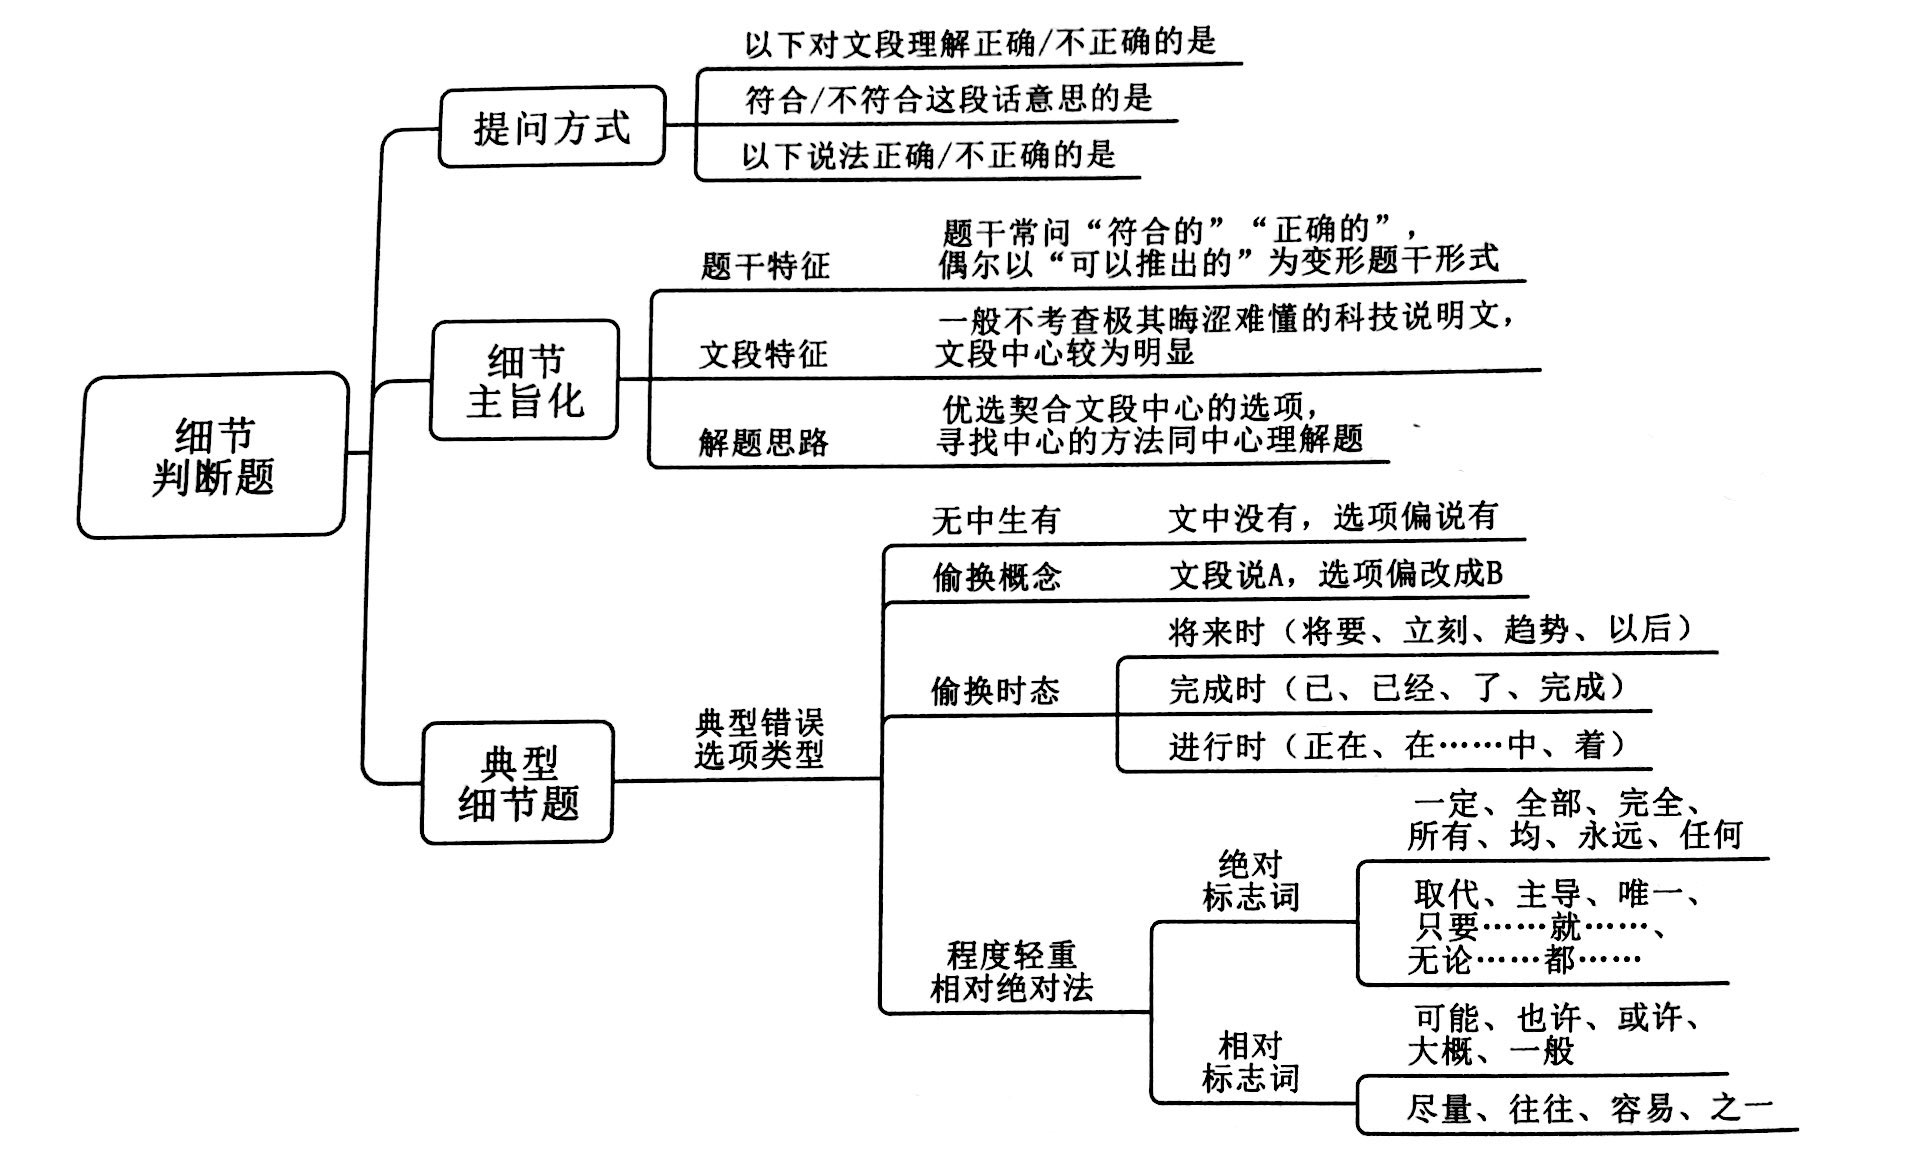 细节
判断题
提问方式
以下对文段理解正确/不正确的是
符合/不符合这段话意思的是
以下说法正确/不正确的是
细节
主旨化
题干特征
题干常问“符合的”“正确的”，
偶尔以“可以推出的”为变形题干形式
文段特征
一般不考查极其晦涩难懂的科技说明文，
文段中心较为明显
解题思路
优选契合文段中心的选项，
寻找中心的方法同中心理解题
典型
细节题
典型错误
选项类型
无中生有
文中没有，选项偏说有
偷换概念
文段说A，选项偏改成B
偷换时态
将来时（将要、立刻、趋势、以后）
完成时（已、已经、了、完成）
进行时（正在、在……中、着）
程度轻重
相对绝对法
绝对
标志词
一定、全部、完全、
所有、均、永远、任何
取代、主导、唯一、
只要……就……、
无论……都……
相对
标志词
可能、也许、或许、
大概、一般
尽量、往往、容易、之一